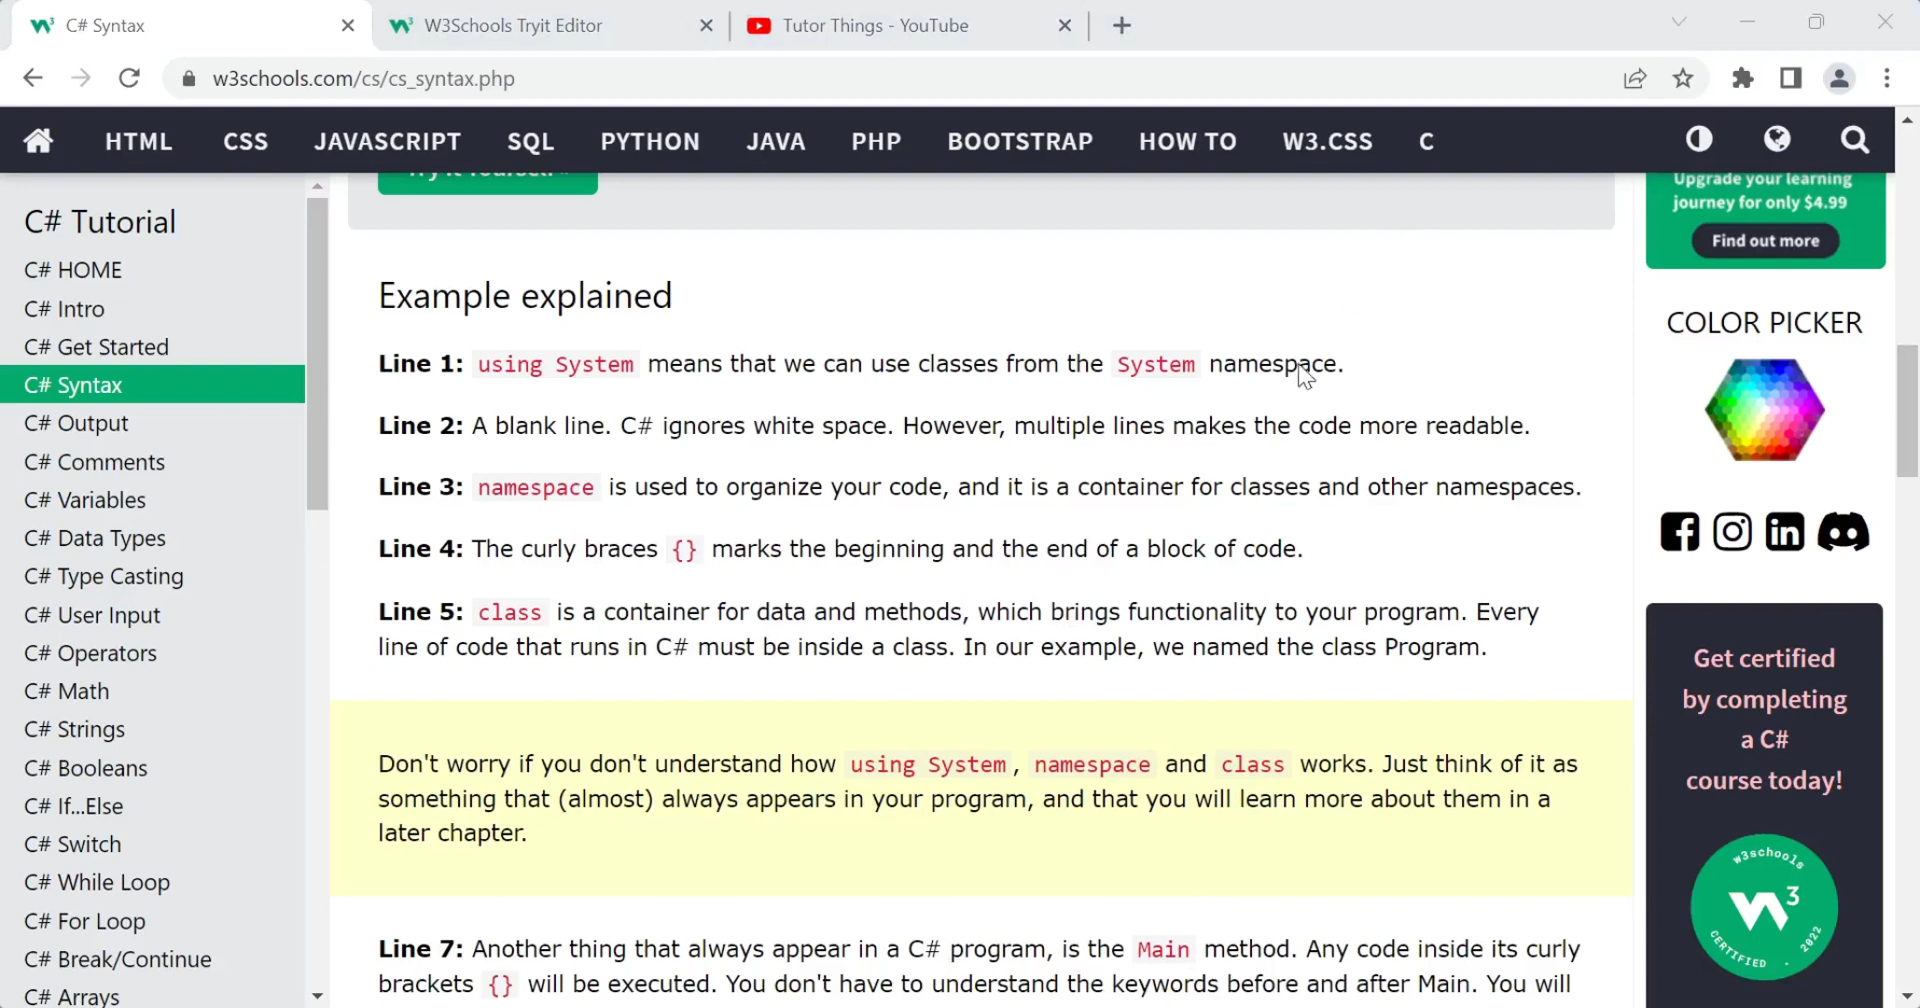 C# Syntax
W3Schools Tryit Editor
Tutor Things - YouTube
w3schools.com/cs/cs_syntax.php
HTML CSS JAVASCRIPT SQL PYTHON JAVA PHP BOOTSTRAP HOW TO W3.CSS C
Try it Yourself »
Upgrade your learning
journey for only $4.99
Find out more
C# Tutorial
C# HOME
C# Intro
C# Get Started
C# Syntax
C# Output
C# Comments
C# Variables
C# Data Types
C# Type Casting
C# User Input
C# Operators
C# Math
C# Strings
C# Booleans
C# If...Else
C# Switch
C# While Loop
C# For Loop
C# Break/Continue
C# Arrays
Example explained
Line 1: using System means that we can use classes from the System namespace.
Line 2: A blank line. C# ignores white space. However, multiple lines makes the code more readable.
Line 3: namespace is used to organize your code, and it is a container for classes and other namespaces.
Line 4: The curly braces {} marks the beginning and the end of a block of code.
Line 5: class is a container for data and methods, which brings functionality to your program. Every
line of code that runs in C# must be inside a class. In our example, we named the class Program.
Don't worry if you don't understand how using System, namespace and class works. Just think of it as
something that (almost) always appears in your program, and that you will learn more about them in a
later chapter.
Line 7: Another thing that always appear in a C# program, is the Main method. Any code inside its curly
brackets {} will be executed. You don't have to understand the keywords before and after Main. You will
COLOR PICKER
in
Get certified
by completing
a C#
course today!
w3schools
W3
CERTIFIED . 2022